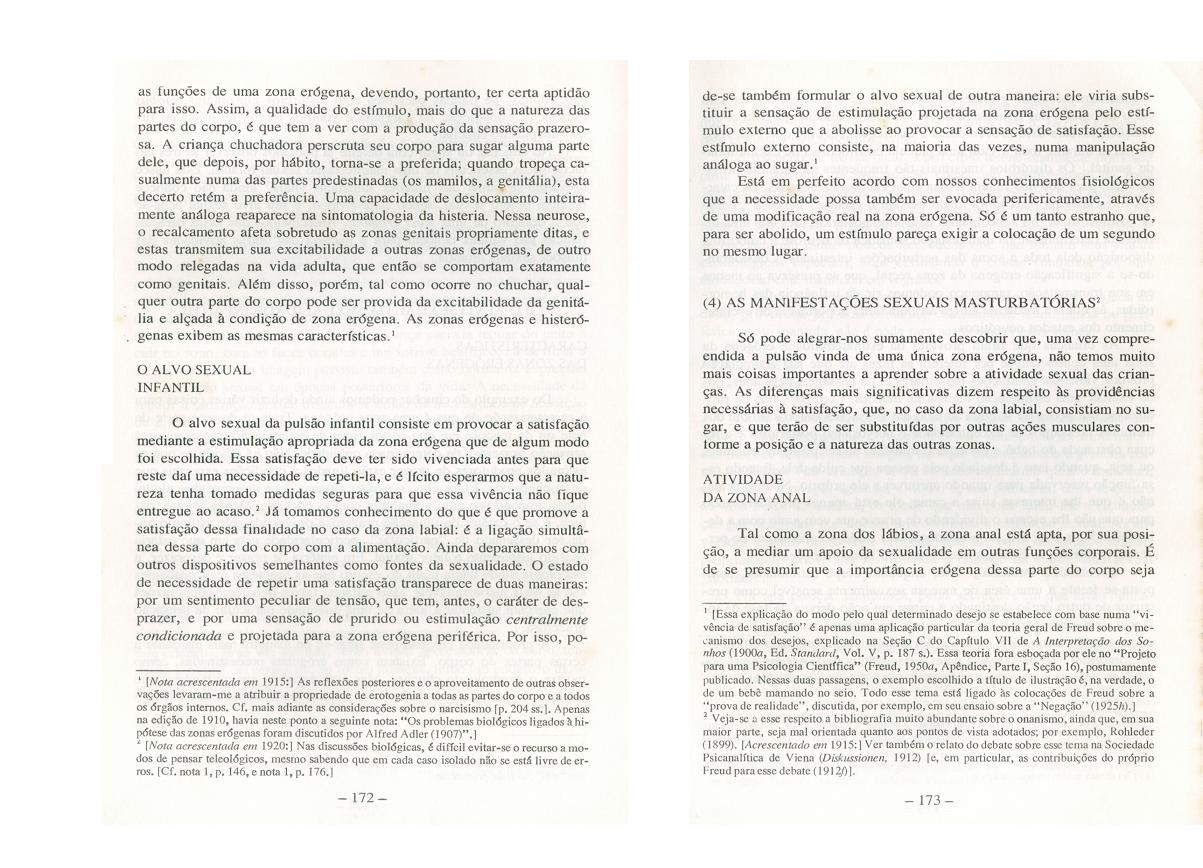 as funções de uma zona erógena, devendo, portanto, ter certa aptidão
para isso. Assim, a qualidade do estímulo, mais do que a natureza das
partes do corpo, é que tem a ver com a produção da sensação prazero-
sa. A criança chuchadora perscruta seu corpo para sugar alguma parte
dele, que depois, por hábito, torna-se a preferida; quando tropeça ca-
sualmente numa das partes predestinadas (os mamilos, a genitália), esta
decerto retém a preferência. Uma capacidade de deslocamento inteira-
mente análoga reaparece na sintomatologia da histeria. Nessa neurose,
o recalcamento afeta sobretudo as zonas genitais propriamente ditas, e
estas transmitem sua excitabilidade a outras zonas erógenas, de outro
modo relegadas na vida adulta, que então se comportam exatamente
como genitais. Além disso, porém, tal como ocorre no chuchar, qual-
quer outra parte do corpo pode ser provida da excitabilidade da genitá-
lia e alçada à condição de zona erógena. As zonas erógenas e histeró-
genas exibem as mesmas características.¹
O ALVO SEXUAL
INFANTIL
O alvo sexual da pulsão infantil consiste em provocar a satisfação
mediante a estimulação apropriada da zona erógena que de algum modo
foi escolhida. Essa satisfação deve ter sido vivenciada antes para que
reste daí uma necessidade de repeti-la, e é lícito esperarmos que a natu-
reza tenha tomado medidas seguras para que essa vivência não fique
entregue ao acaso.² Já tomamos conhecimento do que é que promove a
satisfação dessa finalidade no caso da zona labial: é a ligação simultâ-
nea dessa parte do corpo com a alimentação. Ainda depararemos com
outros dispositivos semelhantes como fontes da sexualidade. O estado
de necessidade de repetir uma satisfação transparece de duas maneiras:
por um sentimento peculiar de tensão, que tem, antes, o caráter de des-
prazer, e por uma sensação de prurido ou estimulação centralmente
condicionada e projetada para a zona erógena periférica. Por isso, po-
¹ [Nota acrescentada em 1915:] As reflexões posteriores e o aproveitamento de outras obser-
vações levaram-me a atribuir a propriedade de erotogenia a todas as partes do corpo e a todos
os órgãos internos. Cf. mais adiante as considerações sobre o narcisismo [p. 204 ss.]. Apenas
na edição de 1910, havia neste ponto a seguinte nota: “Os problemas biológicos ligados à hi-
pótese das zonas erógenas foram discutidos por Alfred Adler (1907)”.]
² [Nota acrescentada em 1920:] Nas discussões biológicas, é difícil evitar-se o recurso a mo-
dos de pensar teleológicos, mesmo sabendo que em cada caso isolado não se está livre de er-
ros. [Cf. nota 1, p. 146, e nota 1, p. 176.]
– 172 –
de-se também formular o alvo sexual de outra maneira: ele viria subs-
tituir a sensação de estimulação projetada na zona erógena pelo estí-
mulo externo que a abolisse ao provocar a sensação de satisfação. Esse
estímulo externo consiste, na maioria das vezes, numa manipulação
análoga ao sugar.¹
Está em perfeito acordo com nossos conhecimentos fisiológicos
que a necessidade possa também ser evocada perifericamente, através
de uma modificação real na zona erógena. Só é um tanto estranho que,
para ser abolido, um estímulo pareça exigir a colocação de um segundo
no mesmo lugar.
(4) AS MANIFESTAÇÕES SEXUAIS MASTURBATÓRIAS²
Só pode alegrar-nos sumamente descobrir que, uma vez compre-
endida a pulsão vinda de uma única zona erógena, não temos muito
mais coisas importantes a aprender sobre a atividade sexual das crian-
ças. As diferenças mais significativas dizem respeito às providências
necessárias à satisfação, que, no caso da zona labial, consistiam no su-
gar, e que terão de ser substituídas por outras ações musculares con-
forme a posição e a natureza das outras zonas.
ATIVIDADE
DA ZONA ANAL
Tal como a zona dos lábios, a zona anal está apta, por sua posi-
ção, a mediar um apoio da sexualidade em outras funções corporais. É
de se presumir que a importância erógena dessa parte do corpo seja
¹ [Essa explicação do modo pelo qual determinado desejo se estabelece com base numa “vi-
vência de satisfação” é apenas uma aplicação particular da teoria geral de Freud sobre o me-
canismo dos desejos, explicado na Seção C do Capítulo VII de A Interpretação dos So-
nhos (1900a, Ed. Standard, Vol. V, p. 187 s.). Essa teoria fora esboçada por ele no “Projeto
para uma Psicologia Científica” (Freud, 1950a, Apêndice, Parte I, Seção 16), postumamente
publicado. Nessas duas passagens, o exemplo escolhido a título de ilustração é, na verdade, o
de um bebê mamando no seio. Todo esse tema está ligado às colocações de Freud sobre a
“prova de realidade”, discutida, por exemplo, em seu ensaio sobre a “Negação” (1925h).]
² Veja-se a esse respeito a bibliografia muito abundante sobre o onanismo, ainda que, em sua
maior parte, seja mal orientada quanto aos pontos de vista adotados; por exemplo, Rohleder
(1899). [Acrescentado em 1915:] Ver também o relato do debate sobre esse tema na Sociedade
Psicanalítica de Viena (Diskussionen, 1912) [e, em particular, as contribuições do próprio
Freud para esse debate (1912f)].
– 173 –